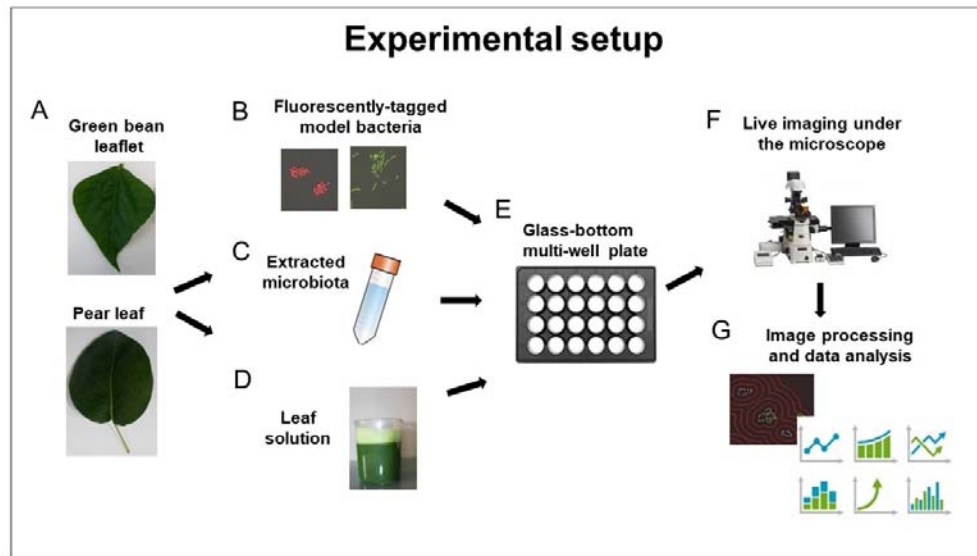 Experimental setup
A
Green bean
leaflet
Pear leaf
B
Fluorescently-tagged
model bacteria
C
Extracted
microbiota
D
Leaf
solution
E
Glass-bottom
multi-well plate
F
Live imaging under
the microscope
G
Image processing
and data analysis